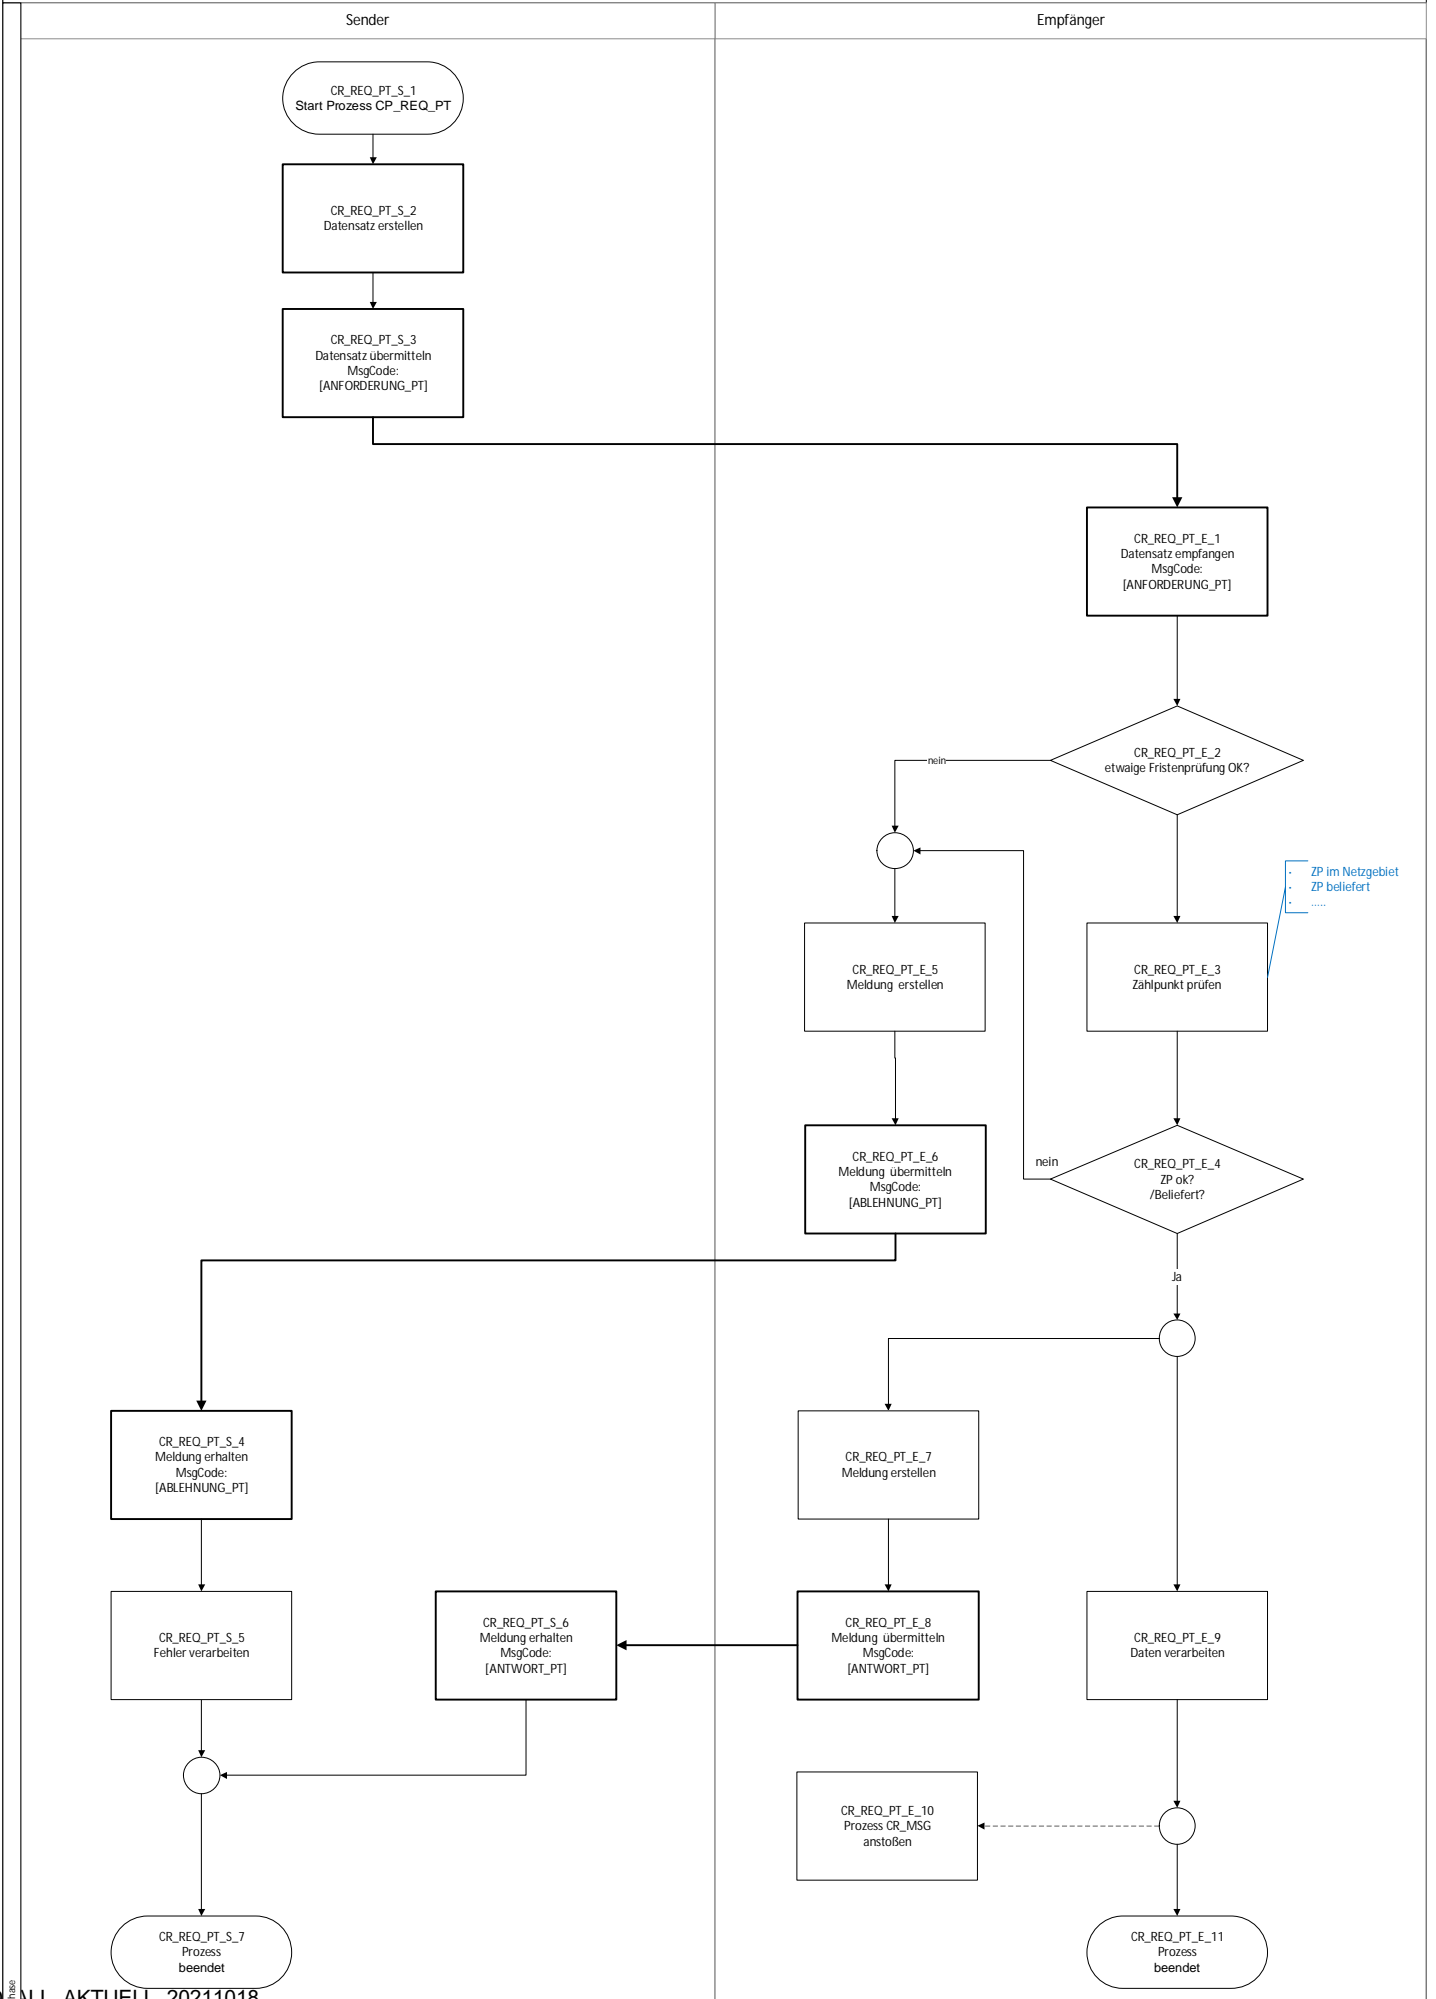 Sender
Empfänger
CR_REQ_PT_S_1
Start Prozess CP_REQ_PT
CR_REQ_PT_S_2
Datensatz erstellen
CR_REQ_PT_S_3
Datensatz übermitteln
MsgCode:
[ANFORDERUNG_PT]
CR_REQ_PT_E_1
Datensatz empfangen
MsgCode:
[ANFORDERUNG_PT]
CR_REQ_PT_E_2
etwaige Fristenprüfung OK?
nein
· ZP im Netzgebiet
· ZP beliefert
· .....
CR_REQ_PT_E_5
Meldung erstellen
CR_REQ_PT_E_3
Zählpunkt prüfen
CR_REQ_PT_E_6
Meldung übermitteln
MsgCode:
[ABLEHNUNG_PT]
nein
CR_REQ_PT_E_4
ZP ok?
/Beliefert?
Ja
CR_REQ_PT_S_4
Meldung erhalten
MsgCode:
[ABLEHNUNG_PT]
CR_REQ_PT_E_7
Meldung erstellen
CR_REQ_PT_S_5
Fehler verarbeiten
CR_REQ_PT_S_6
Meldung erhalten
MsgCode:
[ANTWORT_PT]
CR_REQ_PT_E_8
Meldung übermitteln
MsgCode:
[ANTWORT_PT]
CR_REQ_PT_E_9
Daten verarbeiten
CR_REQ_PT_E_10
Prozess CR_MSG
anstoßen
CR_REQ_PT_S_7
Prozess
beendet
CR_REQ_PT_E_11
Prozess
beendet